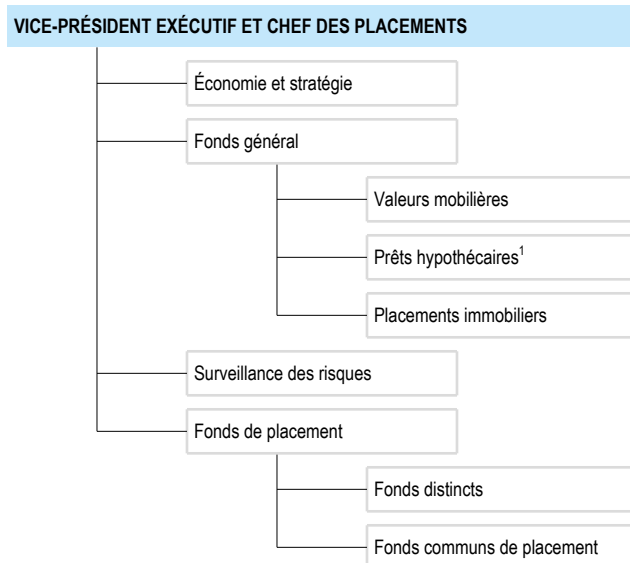 VICE-PRÉSIDENT EXÉCUTIF ET CHEF DES PLACEMENTS
Économie et stratégie
Fonds général
Valeurs mobilières
Prêts hypothécaires¹
Placements immobiliers
Surveillance des risques
Fonds de placement
Fonds distincts
Fonds communs de placement